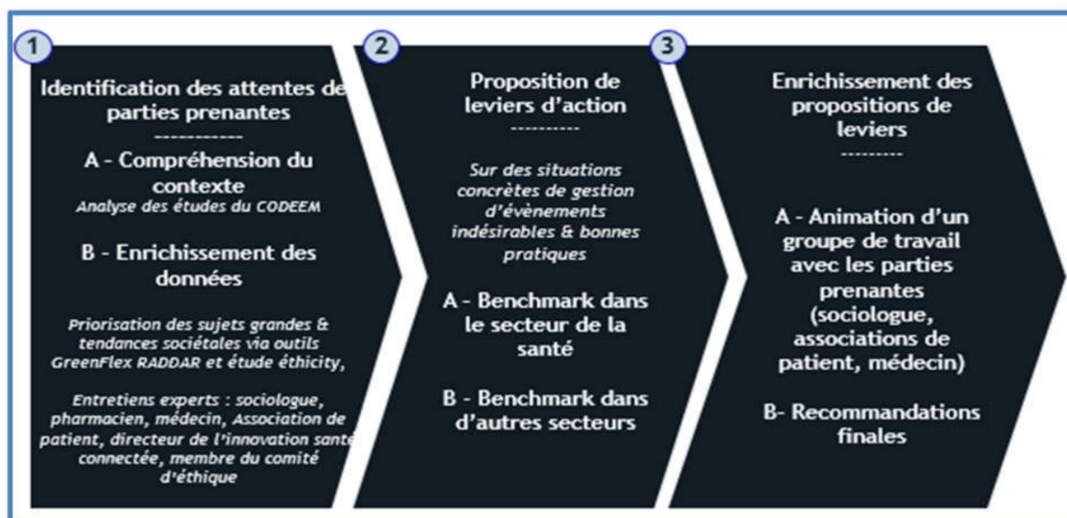 1
Identification des attentes de
parties prenantes
-----------
A - Compréhension du
contexte
Analyse des études du CODEEM
B - Enrichissement des
données
Priorisation des sujets grandes &
tendances sociétales via outils
GreenFlex RADDAR et étude éthicity,
Entretiens experts : sociologue,
pharmacien, médecin, Association de
patient, directeur de l'innovation santé
connectée, membre du comité
d'éthique
2
Proposition de
leviers d'action
----------
Sur des situations
concrètes de gestion
d'évènements
indésirables & bonnes
pratiques
A - Benchmark dans
le secteur de la
santé
B - Benchmark dans
d'autres secteurs
3
Enrichissement des
propositions de
leviers
---------
A - Animation d'un
groupe de travail
avec les parties
prenantes
(sociologue,
associations de
patient, médecin)
B- Recommandations
finales